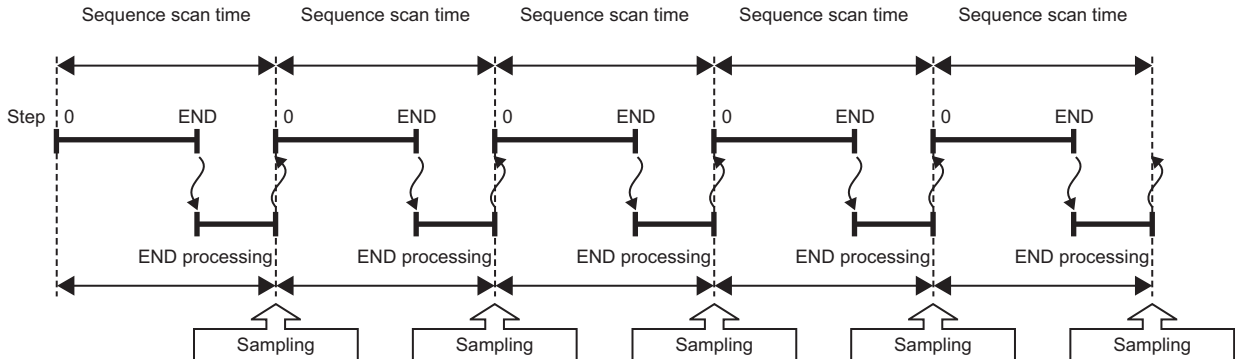 Sequence scan time Sequence scan time Sequence scan time Sequence scan time Sequence scan time
Step 0 END 0 END 0 END 0 END 0 END
END processing END processing END processing END processing END processing
Sampling Sampling Sampling Sampling Sampling